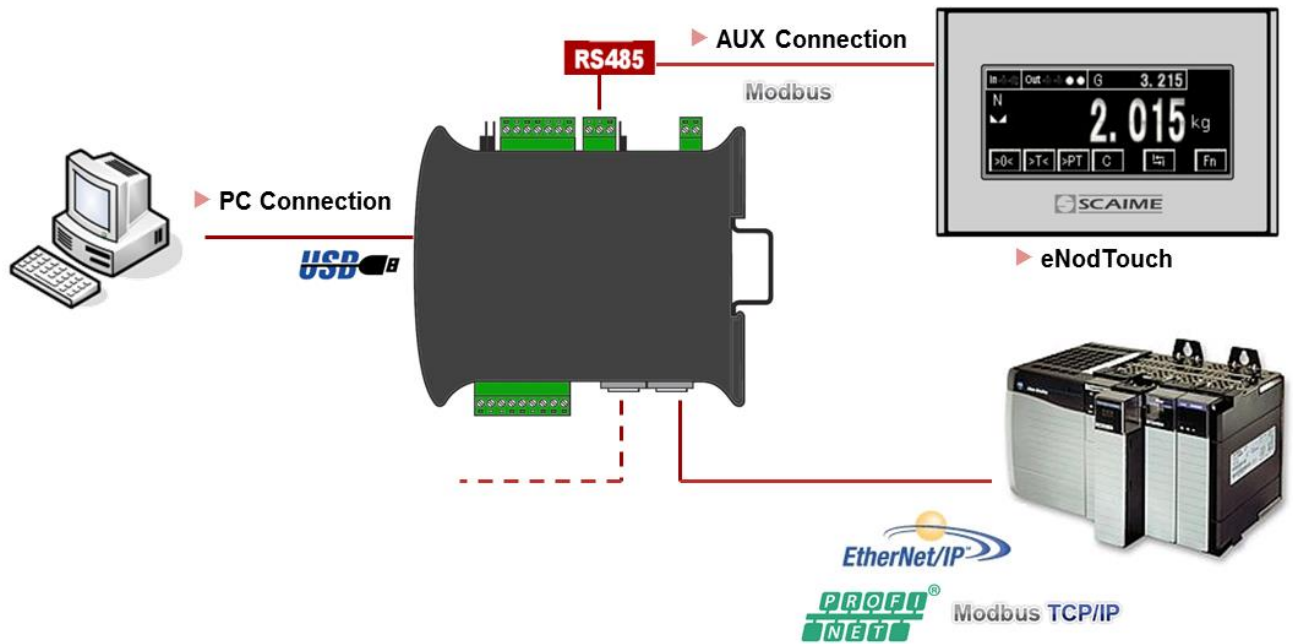 ▶ AUX Connection
RS485
Modbus
In Out G 3. 215
N
2. 015 kg
>0< >T< >PT C Fn
SCAIME
▶ PC Connection
USB
▶ eNodTouch
EtherNet/IP™
PROFI®
NET
Modbus TCP/IP